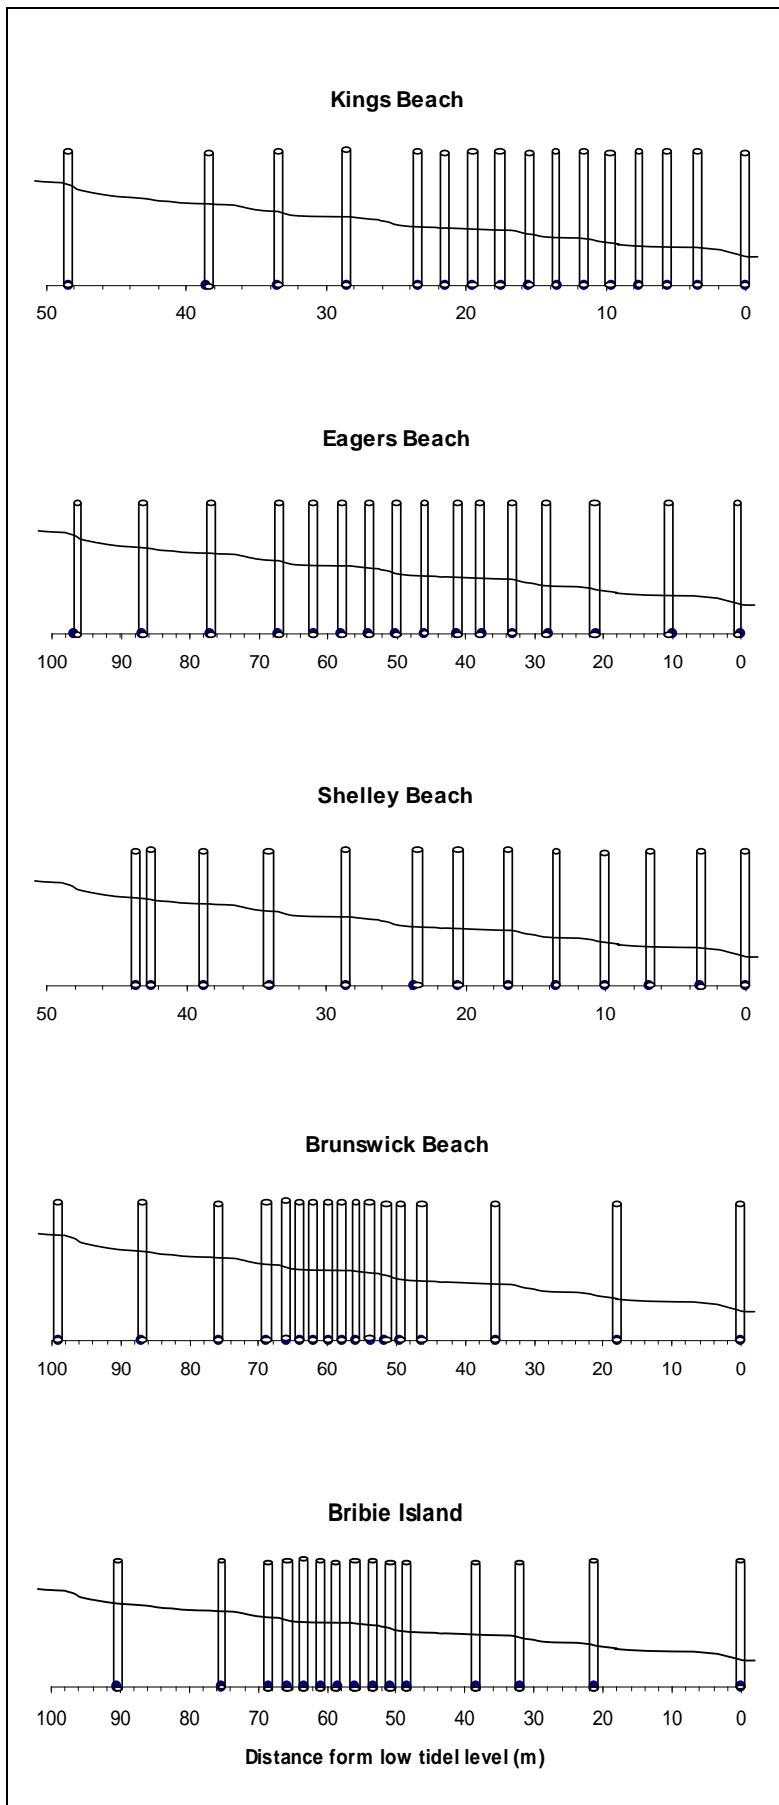 Kings Beach
50 40 30 20 10 0
Eagers Beach
100 90 80 70 60 50 40 30 20 10 0
Shelley Beach
50 40 30 20 10 0
Brunswick Beach
100 90 80 70 60 50 40 30 20 10 0
Bribie Island
100 90 80 70 60 50 40 30 20 10 0
Distance form low tidel level (m)